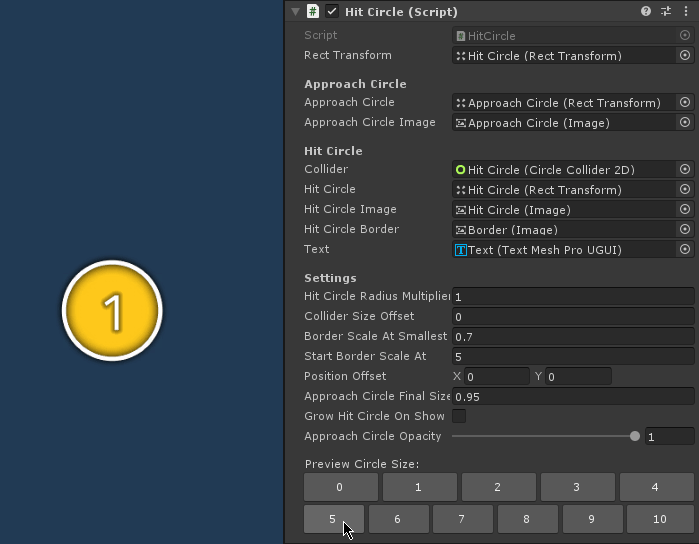 Hit Circle (Script)
Script HitCircle
Rect Transform Hit Circle (Rect Transform)
Approach Circle
Approach Circle Approach Circle (Rect Transform)
Approach Circle Image Approach Circle (Image)
Hit Circle
Collider Hit Circle (Circle Collider 2D)
Hit Circle Hit Circle (Rect Transform)
Hit Circle Image Hit Circle (Image)
Hit Circle Border Border (Image)
Text Text (Text Mesh Pro UGUI)
Settings
Hit Circle Radius Multiplier 1
Collider Size Offset 0
Border Scale At Smallest 0.7
Start Border Scale At 5
Position Offset X 0 Y 0
Approach Circle Final Size 0.95
Grow Hit Circle On Show
Approach Circle Opacity 1
Preview Circle Size:
0 1 2 3 4
5 6 7 8 9 10
1